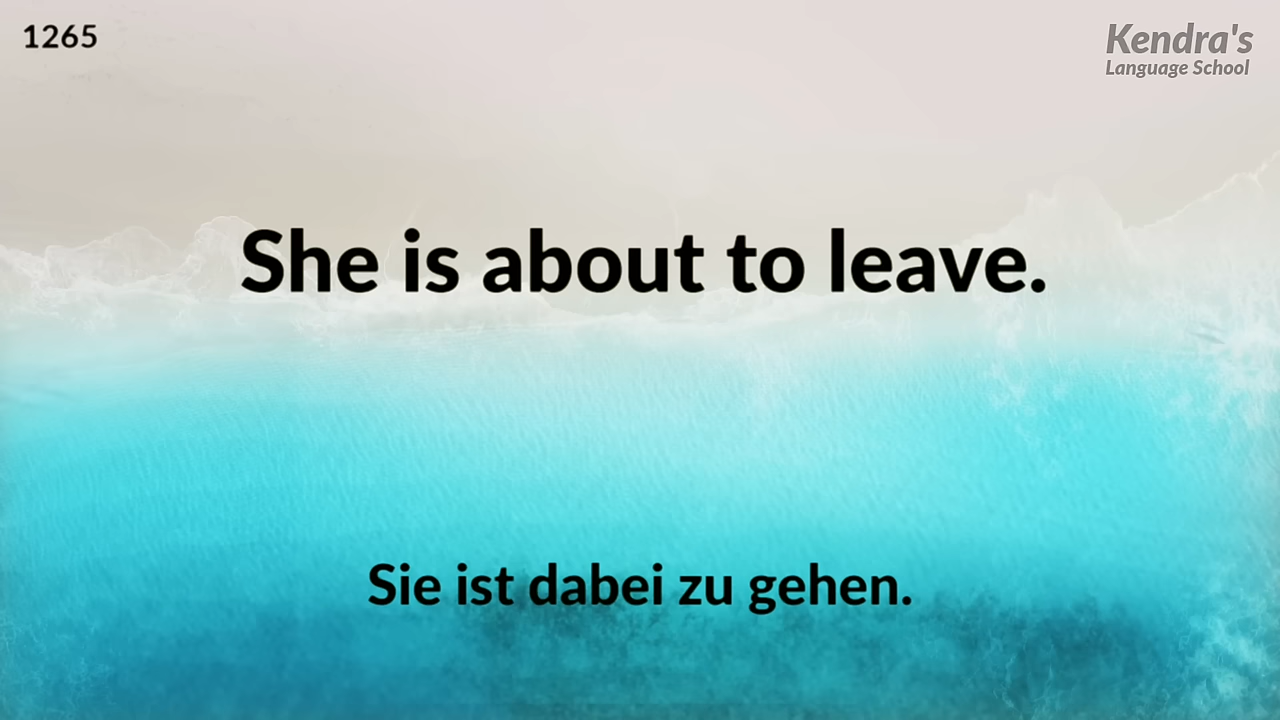 1265
Kendra's
Language School
She is about to leave.
Sie ist dabei zu gehen.